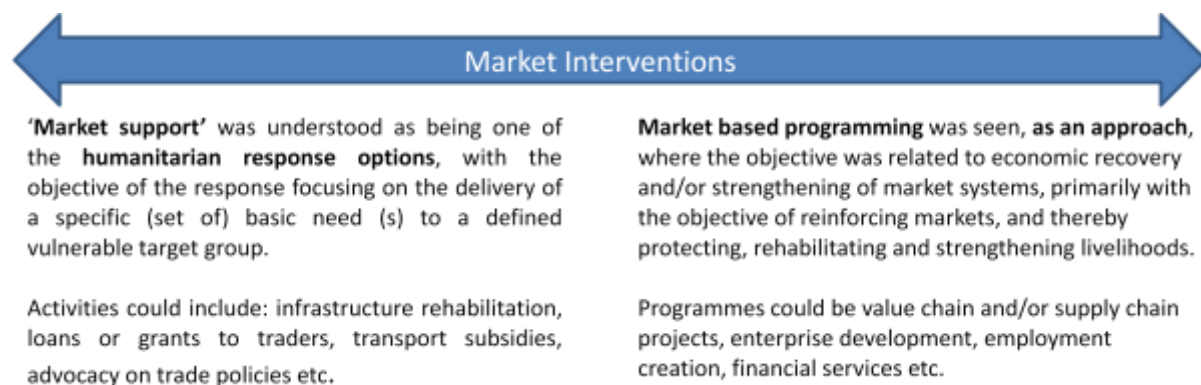 Market Interventions
‘Market support’ was understood as being one of
the humanitarian response options, with the
objective of the response focusing on the delivery of
a specific (set of) basic need (s) to a defined
vulnerable target group.
Activities could include: infrastructure rehabilitation,
loans or grants to traders, transport subsidies,
advocacy on trade policies etc.
Market based programming was seen, as an approach,
where the objective was related to economic recovery
and/or strengthening of market systems, primarily with
the objective of reinforcing markets, and thereby
protecting, rehabilitating and strengthening livelihoods.
Programmes could be value chain and/or supply chain
projects, enterprise development, employment
creation, financial services etc.